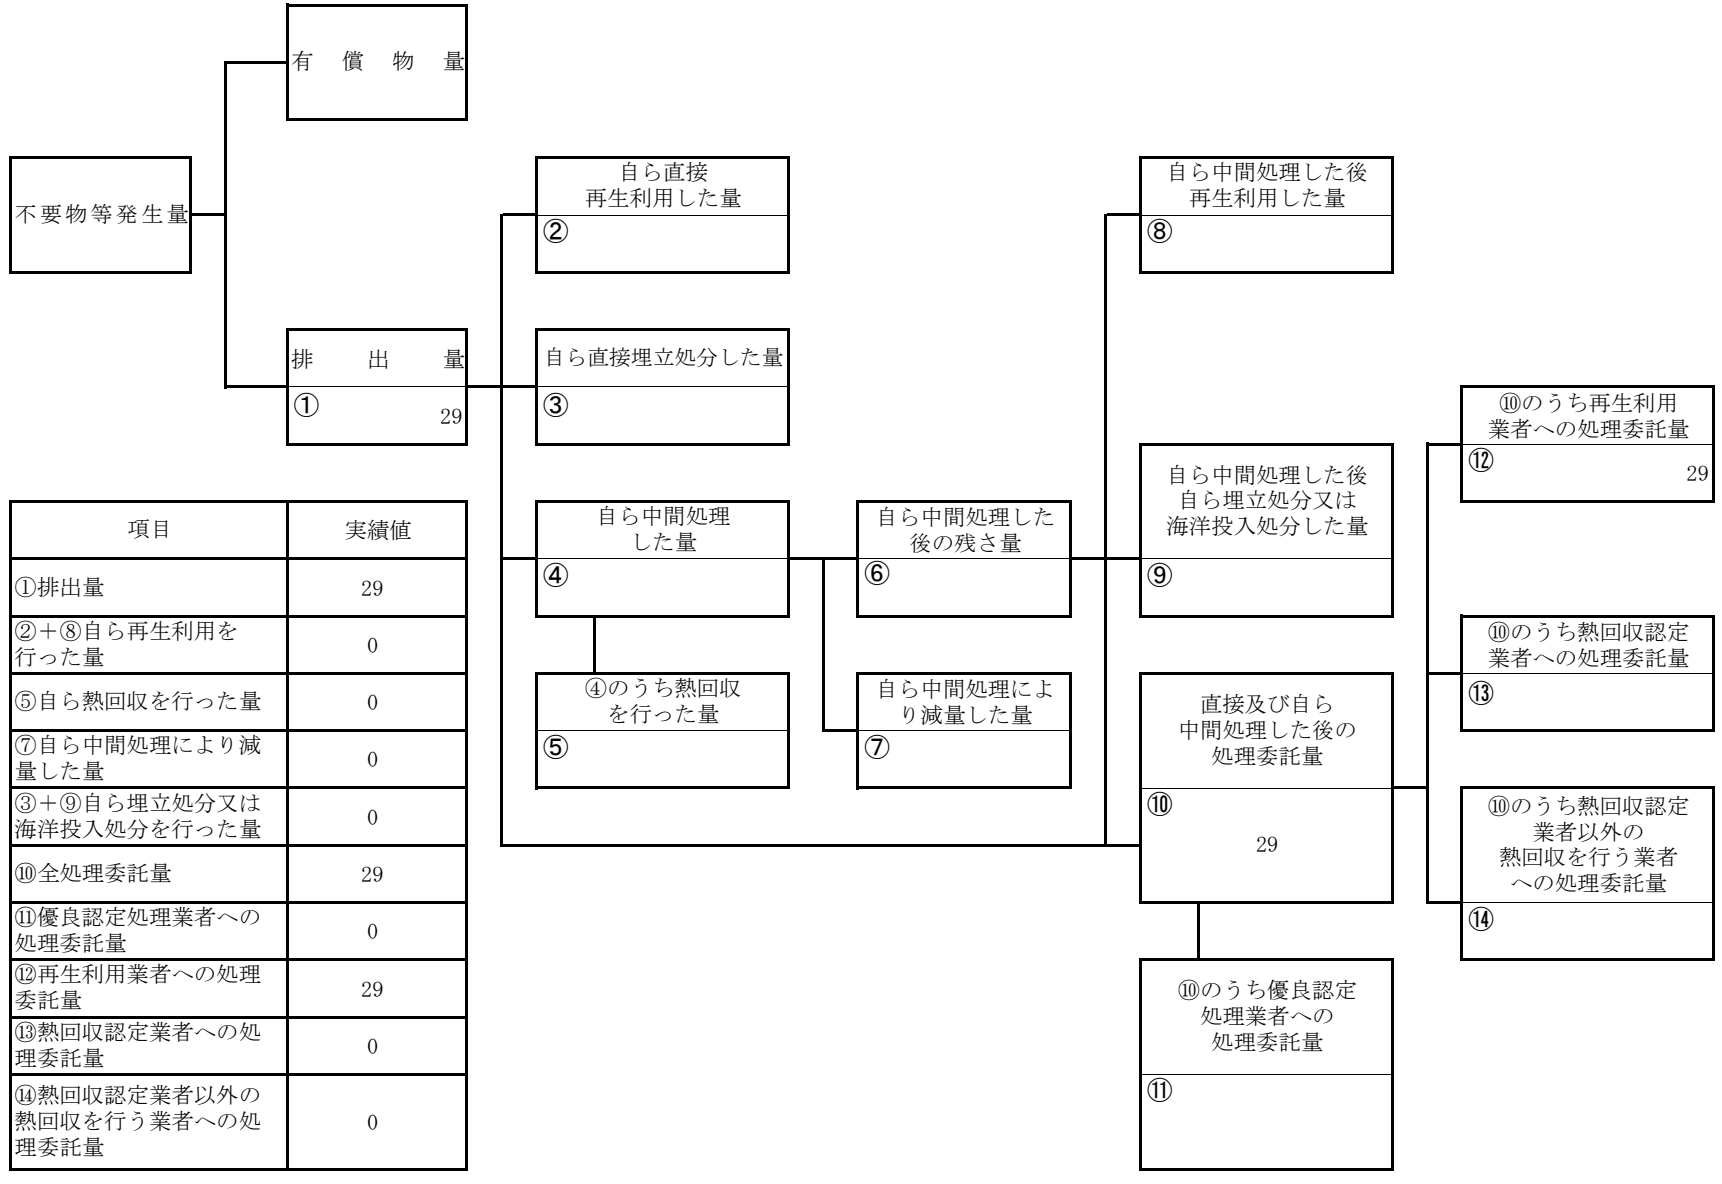 有償物量
不要物等発生量
排出量
①
29
自ら直接
再生利用した量
②
自ら直接埋立処分した量
③
自ら中間処理
した量
④
④のうち熱回収
を行った量
⑤
自ら中間処理した
後の残さ量
⑥
自ら中間処理によ
り減量した量
⑦
自ら中間処理した後
再生利用した量
⑧
自ら中間処理した後
自ら埋立処分又は
海洋投入処分した量
⑨
直接及び自ら
中間処理した後の
処理委託量
⑩
29
⑩のうち優良認定
処理業者への
処理委託量
⑪
⑩のうち再生利用
業者への処理委託量
⑫
29
⑩のうち熱回収認定
業者への処理委託量
⑬
⑩のうち熱回収認定
業者以外の
熱回収を行う業者
への処理委託量
⑭
項目
実績値
①排出量
29
②＋⑧自ら再生利用を
行った量
0
⑤自ら熱回収を行った量
0
⑦自ら中間処理により減
量した量
0
③＋⑨自ら埋立処分又は
海洋投入処分を行った量
0
⑩全処理委託量
29
⑪優良認定処理業者への
処理委託量
0
⑫再生利用業者への処理
委託量
29
⑬熱回収認定業者への処
理委託量
0
⑭熱回収認定業者以外の
熱回収を行う業者への処
理委託量
0